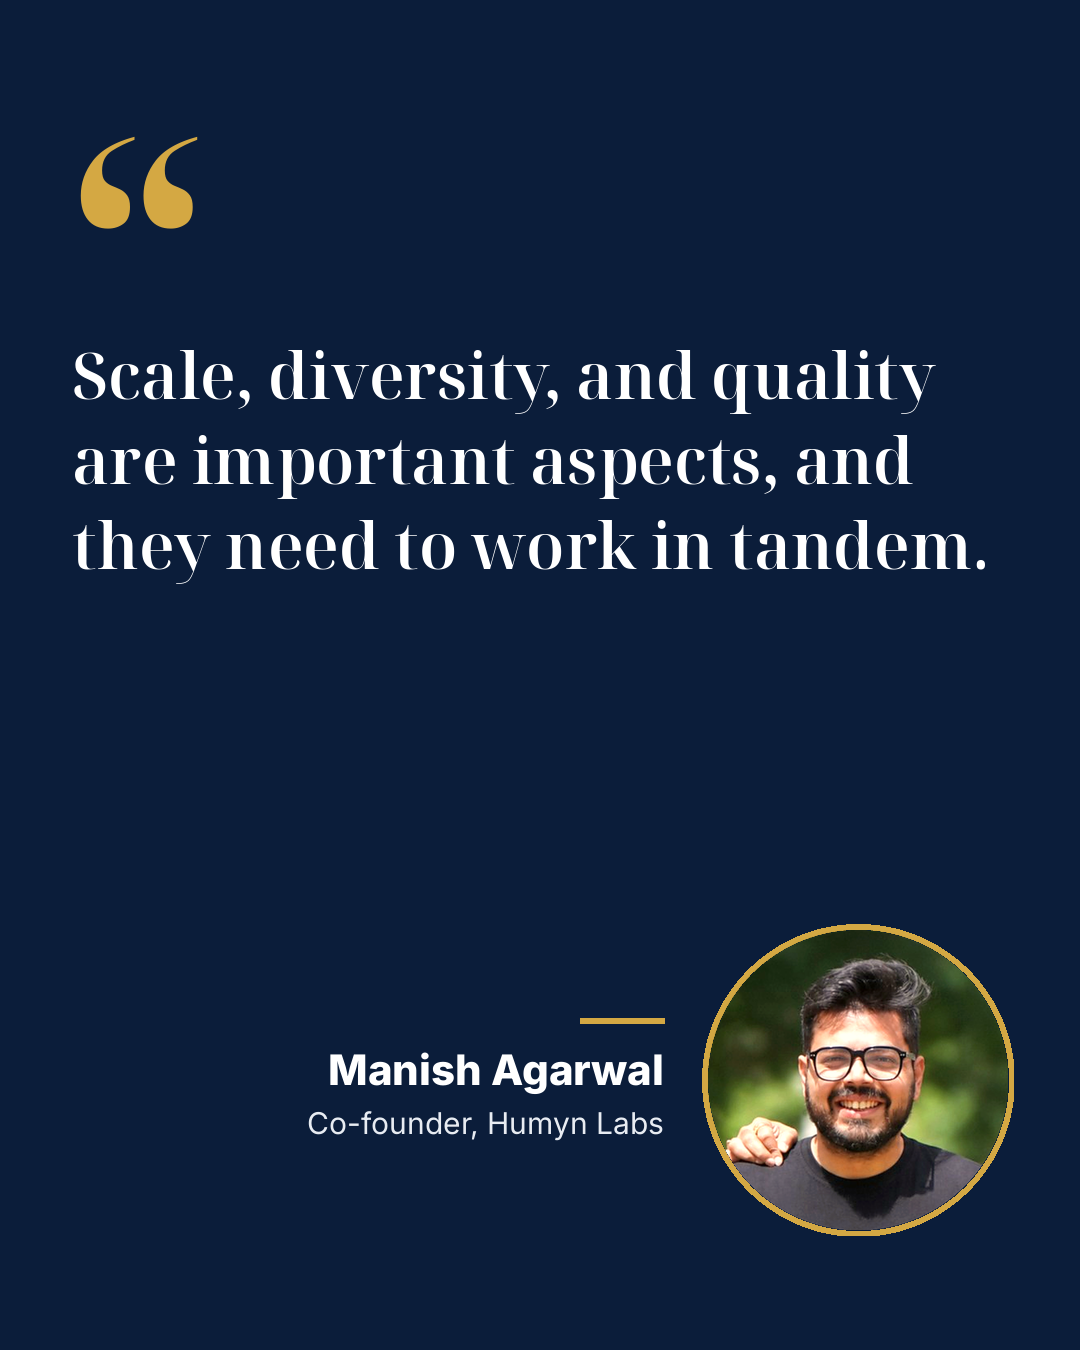 “
Scale, diversity, and quality
are important aspects, and
they need to work in tandem.
Manish Agarwal
Co-founder, Humyn Labs